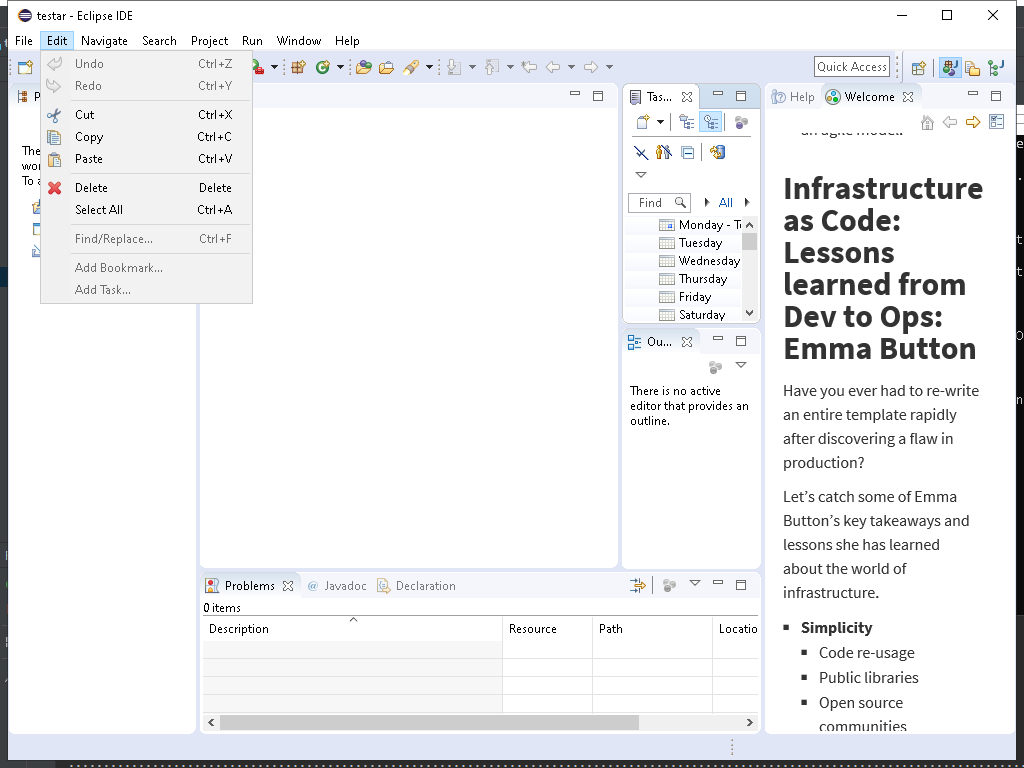 testar - Eclipse IDE
File Edit Navigate Search Project Run Window Help
Undo Ctrl+Z
Redo Ctrl+Y
Cut Ctrl+X
Copy Ctrl+C
Paste Ctrl+V
Delete Delete
Select All Ctrl+A
Find/Replace... Ctrl+F
Add Bookmark...
Add Task...
Quick Access
Tas...
Find
All
Monday - T
Tuesday
Wednesday
Thursday
Friday
Saturday
Ou...
There is no active
editor that provides an
outline.
Help Welcome
an agile model.
Infrastructure
as Code:
Lessons
learned from
Dev to Ops:
Emma Button
Have you ever had to re-write
an entire template rapidly
after discovering a flaw in
production?
Let’s catch some of Emma
Button’s key takeaways and
lessons she has learned
about the world of
infrastructure.
Simplicity
Code re-usage
Public libraries
Open source
communities
Problems @ Javadoc Declaration
0 items
Description Resource Path Locatio